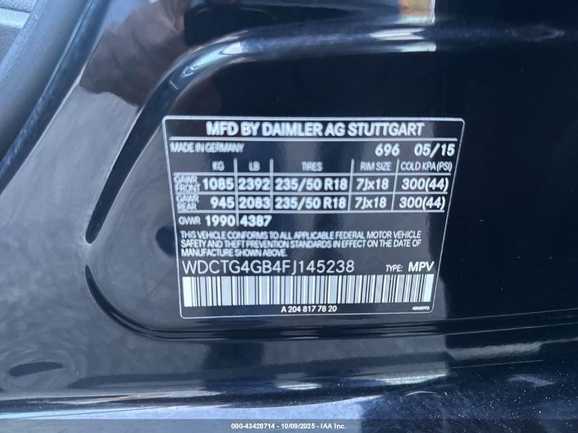 MFD BY DAIMLER AG STUTTGART
MADE IN GERMANY 696 05/15
KG LB TIRES RIM SIZE COLD KPA (PSI)
GAWR FRONT 1085 2392 235/50 R18 7Jx18 300(44)
GAWR REAR 945 2083 235/50 R18 7Jx18 300(44)
GVWR 1990 4387
THIS VEHICLE CONFORMS TO ALL APPLICABLE FEDERAL MOTOR VEHICLE
SAFETY AND THEFT PREVENTION STANDARDS IN EFFECT ON THE DATE OF
MANUFACTURE SHOWN ABOVE.
WDCTG4GB4FJ145238 TYPE: MPV
A 204 817 78 20
000-43428714 | 10/09/2025 | IAA Inc.